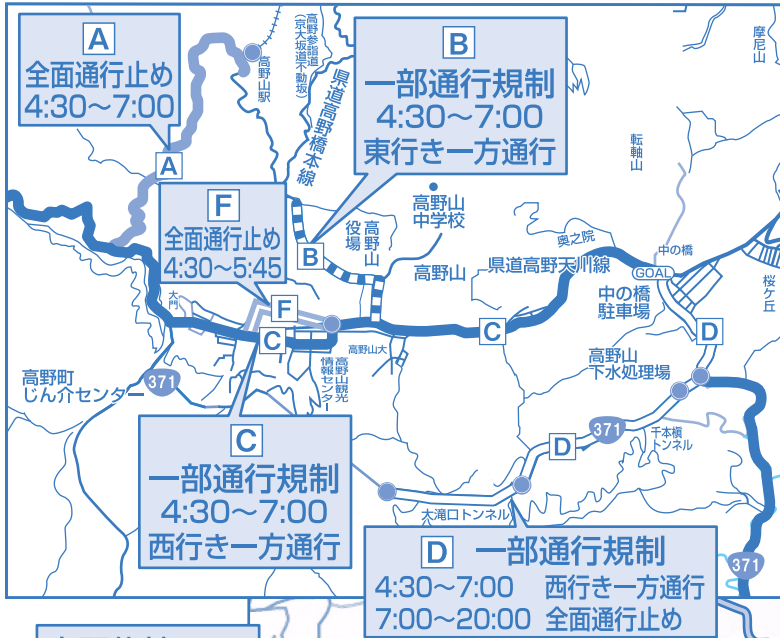 A
全面通行止め
4:30～7:00
B
一部通行規制
4:30～7:00
東行き一方通行
高野参詣道
(京大坂道不動坂)
高野山駅
県道高野橋本線
摩尼山
転軸山
A
F
全面通行止め
4:30～5:45
高野山
中学校
高野山
役場
B
高野山
奥之院
県道高野天川線
中の橋
GOAL
中の橋
駐車場
桜ケ丘
大門
F
C
C
D
高野山大
高野山観光
情報センター
高野山
下水処理場
高野町
じん介センター
371
371
千本槇
トンネル
D
C
一部通行規制
4:30～7:00
西行き一方通行
大滝口トンネル
D 一部通行規制
4:30～7:00 西行き一方通行
7:00～20:00 全面通行止め
371